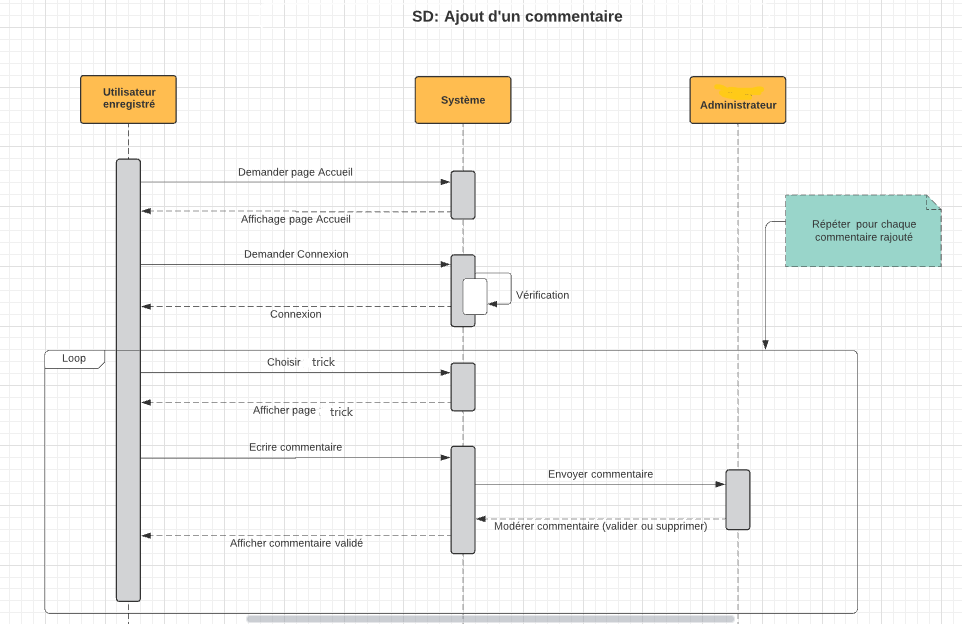 SD: Ajout d'un commentaire
Utilisateur
enregistré
Système
Administrateur
Demander page Accueil
Affichage page Accueil
Répéter pour chaque
commentaire rajouté
Demander Connexion
Vérification
Connexion
Loop
Choisir trick
Afficher page trick
Ecrire commentaire
Envoyer commentaire
Modérer commentaire (valider ou supprimer)
Afficher commentaire validé